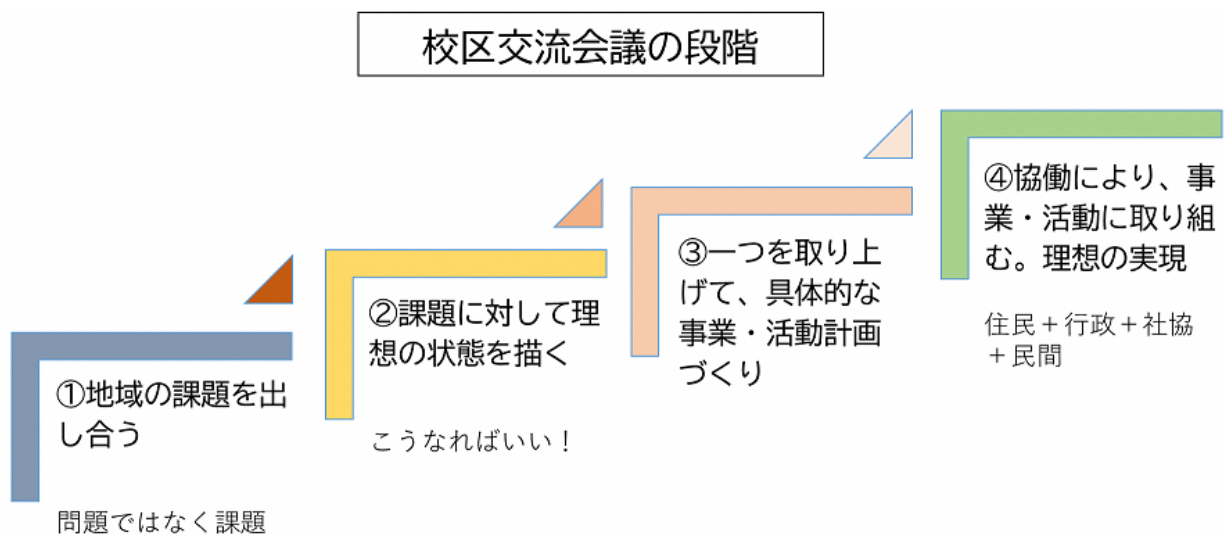 校区交流会議の段階
①地域の課題を出
し合う
問題ではなく課題
②課題に対して理
想の状態を描く
こうなればいい！
③一つを取り上
げて、具体的な
事業・活動計画
づくり
④協働により、事
業・活動に取り組
む。理想の実現
住民＋行政＋社協
＋民間